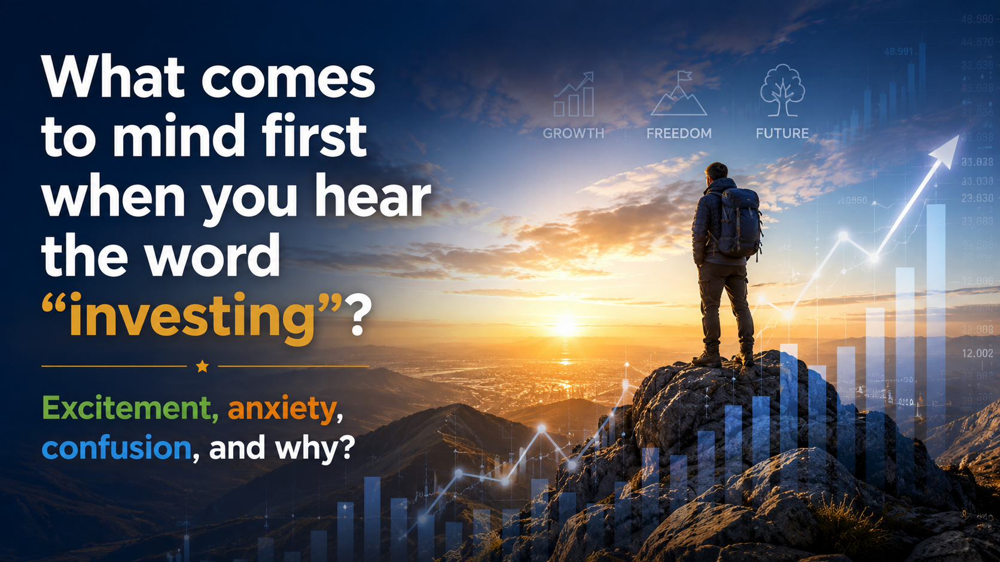 What comes
to mind first
when you hear
the word
“investing”?
Excitement, anxiety,
confusion, and why?
GROWTH FREEDOM FUTURE
48.991.
12.002